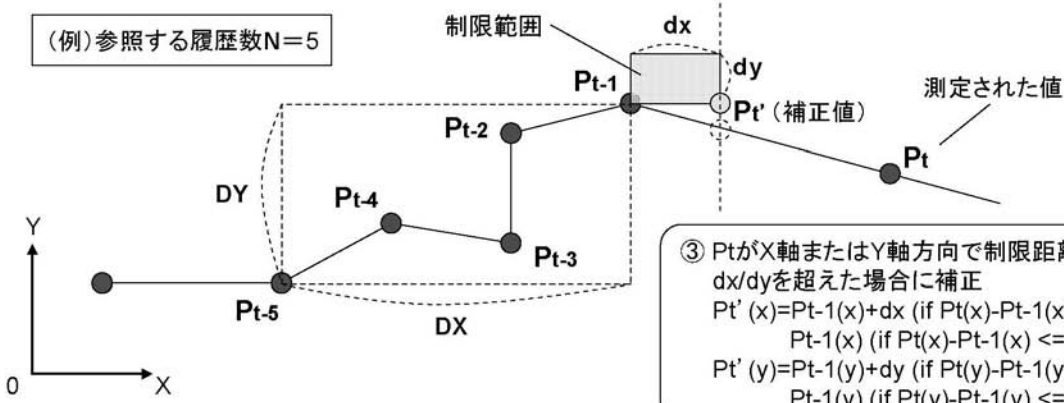 (例)参照する履歴数N=5
制限範囲
dx
dy
Pt-1
Pt'(補正値)
測定された値
Pt-2
Pt
Pt-4
DY
Y
Pt-3
Pt-5
DX
0
X
③ PtがX軸またはY軸方向で制限距離
dx/dyを超えた場合に補正
Pt'(x)=Pt-1(x)+dx (if Pt(x)-Pt-1(x
Pt-1(x) (if Pt(x)-Pt-1(x) <=
Pt'(y)=Pt-1(y)+dy (if Pt(y)-Pt-1(y
Pt-1(y) (if Pt(y)-Pt-1(y) <=